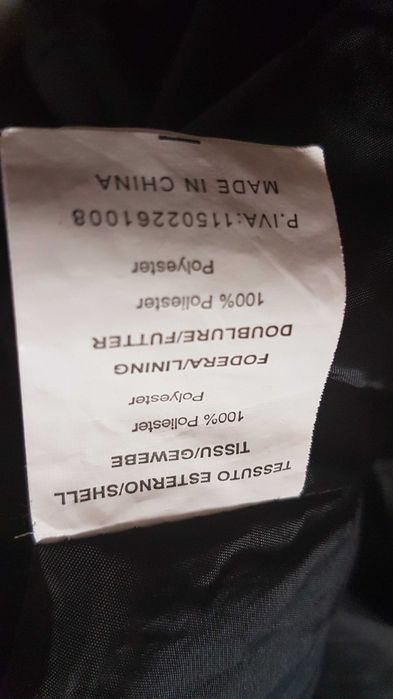 TESSUTO ESTERNO/SHELL
TISSU/GEWEBE
100% Poliester
Polyester
FODERA/LINING
DOUBLURE/FUTTER
100% Poliester
Polyester
P.IVA:11502261008
MADE IN CHINA